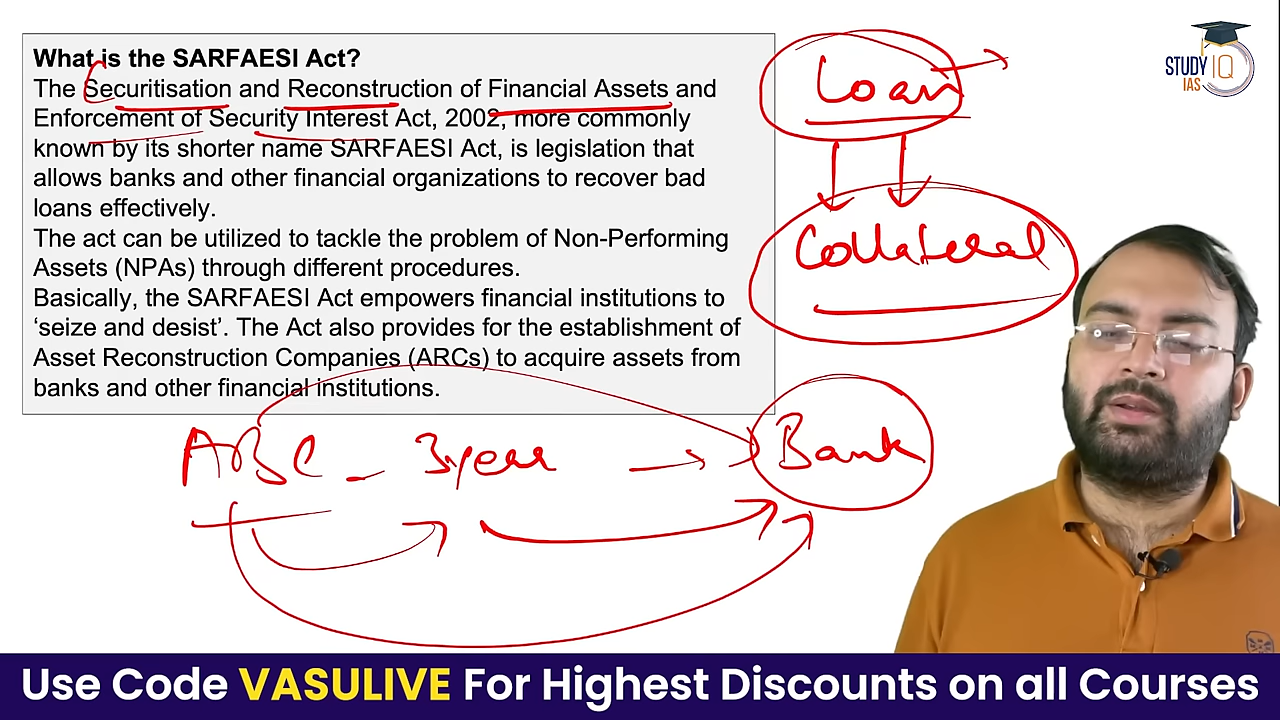 What is the SARFAESI Act?
The Securitisation and Reconstruction of Financial Assets and
Enforcement of Security Interest Act, 2002, more commonly
known by its shorter name SARFAESI Act, is legislation that
allows banks and other financial organizations to recover bad
loans effectively.
The act can be utilized to tackle the problem of Non-Performing
Assets (NPAs) through different procedures.
Basically, the SARFAESI Act empowers financial institutions to
‘seize and desist’. The Act also provides for the establishment of
Asset Reconstruction Companies (ARCs) to acquire assets from
banks and other financial institutions.
Loan
Collateral
ABC - 3year
Bank
STUDY IQ
IAS
Use Code VASULIVE For Highest Discounts on all Courses